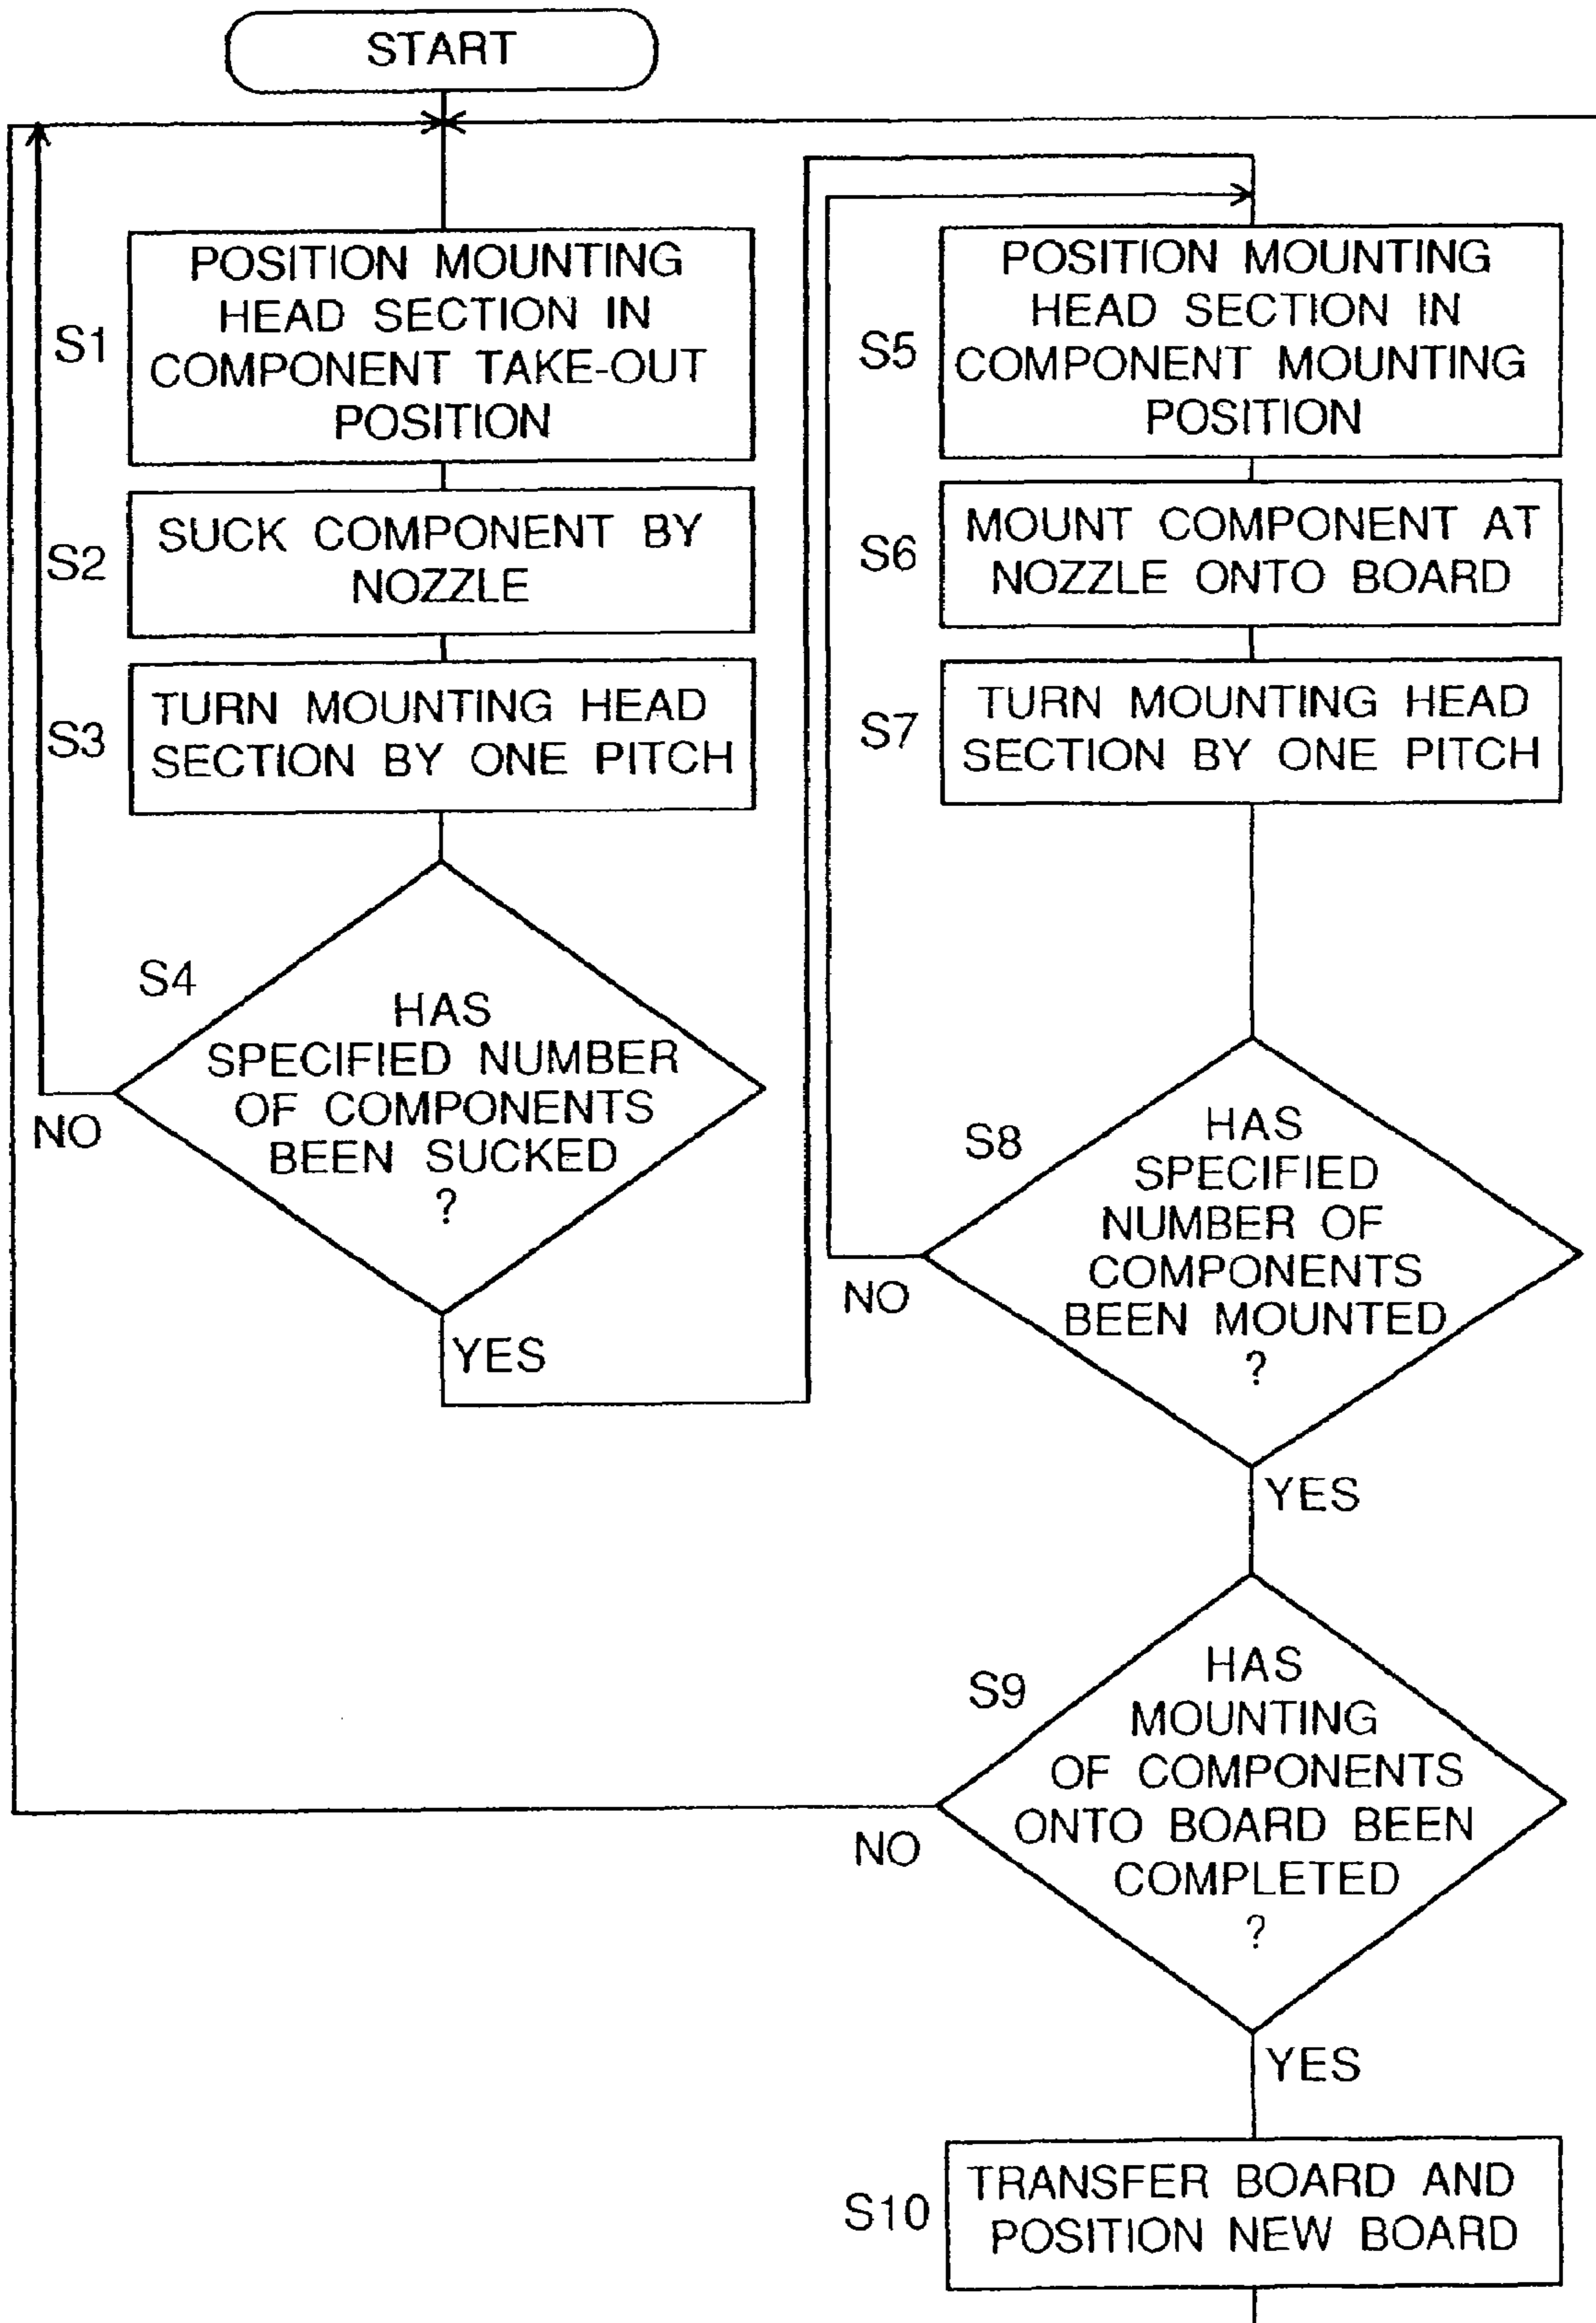 START
S1
POSITION MOUNTING
HEAD SECTION IN
COMPONENT TAKE-OUT
POSITION
S2
SUCK COMPONENT BY
NOZZLE
S3
TURN MOUNTING HEAD
SECTION BY ONE PITCH
S4
HAS
SPECIFIED NUMBER
OF COMPONENTS
BEEN SUCKED
?
NO
YES
S5
POSITION MOUNTING
HEAD SECTION IN
COMPONENT MOUNTING
POSITION
S6
MOUNT COMPONENT AT
NOZZLE ONTO BOARD
S7
TURN MOUNTING HEAD
SECTION BY ONE PITCH
S8
HAS
SPECIFIED
NUMBER OF
COMPONENTS
BEEN MOUNTED
?
NO
YES
S9
HAS
MOUNTING
OF COMPONENTS
ONTO BOARD BEEN
COMPLETED
?
NO
YES
S10
TRANSFER BOARD AND
POSITION NEW BOARD